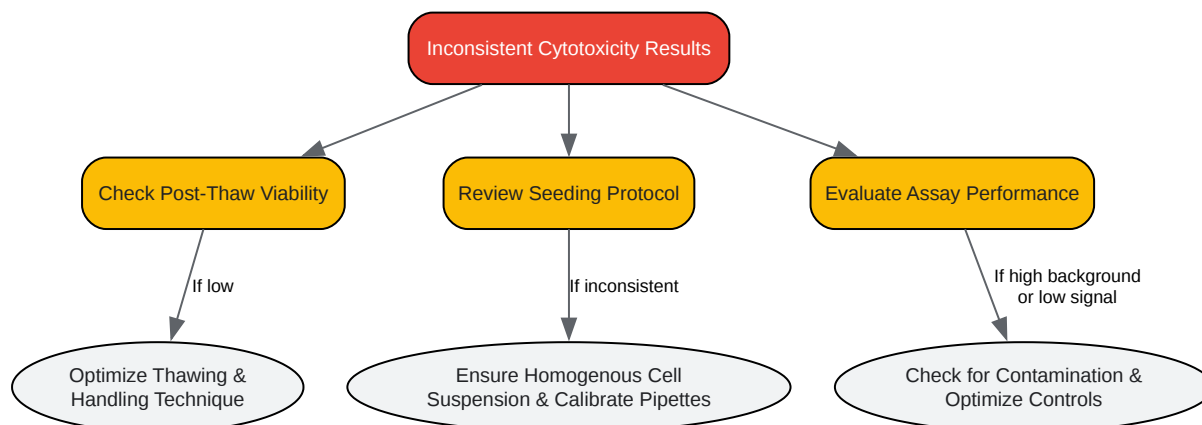 Inconsistent Cytotoxicity Results
Check Post-Thaw Viability
Review Seeding Protocol
Evaluate Assay Performance
If low
If inconsistent
If high background
or low signal
Optimize Thawing &
Handling Technique
Ensure Homogenous Cell
Suspension & Calibrate Pipettes
Check for Contamination &
Optimize Controls